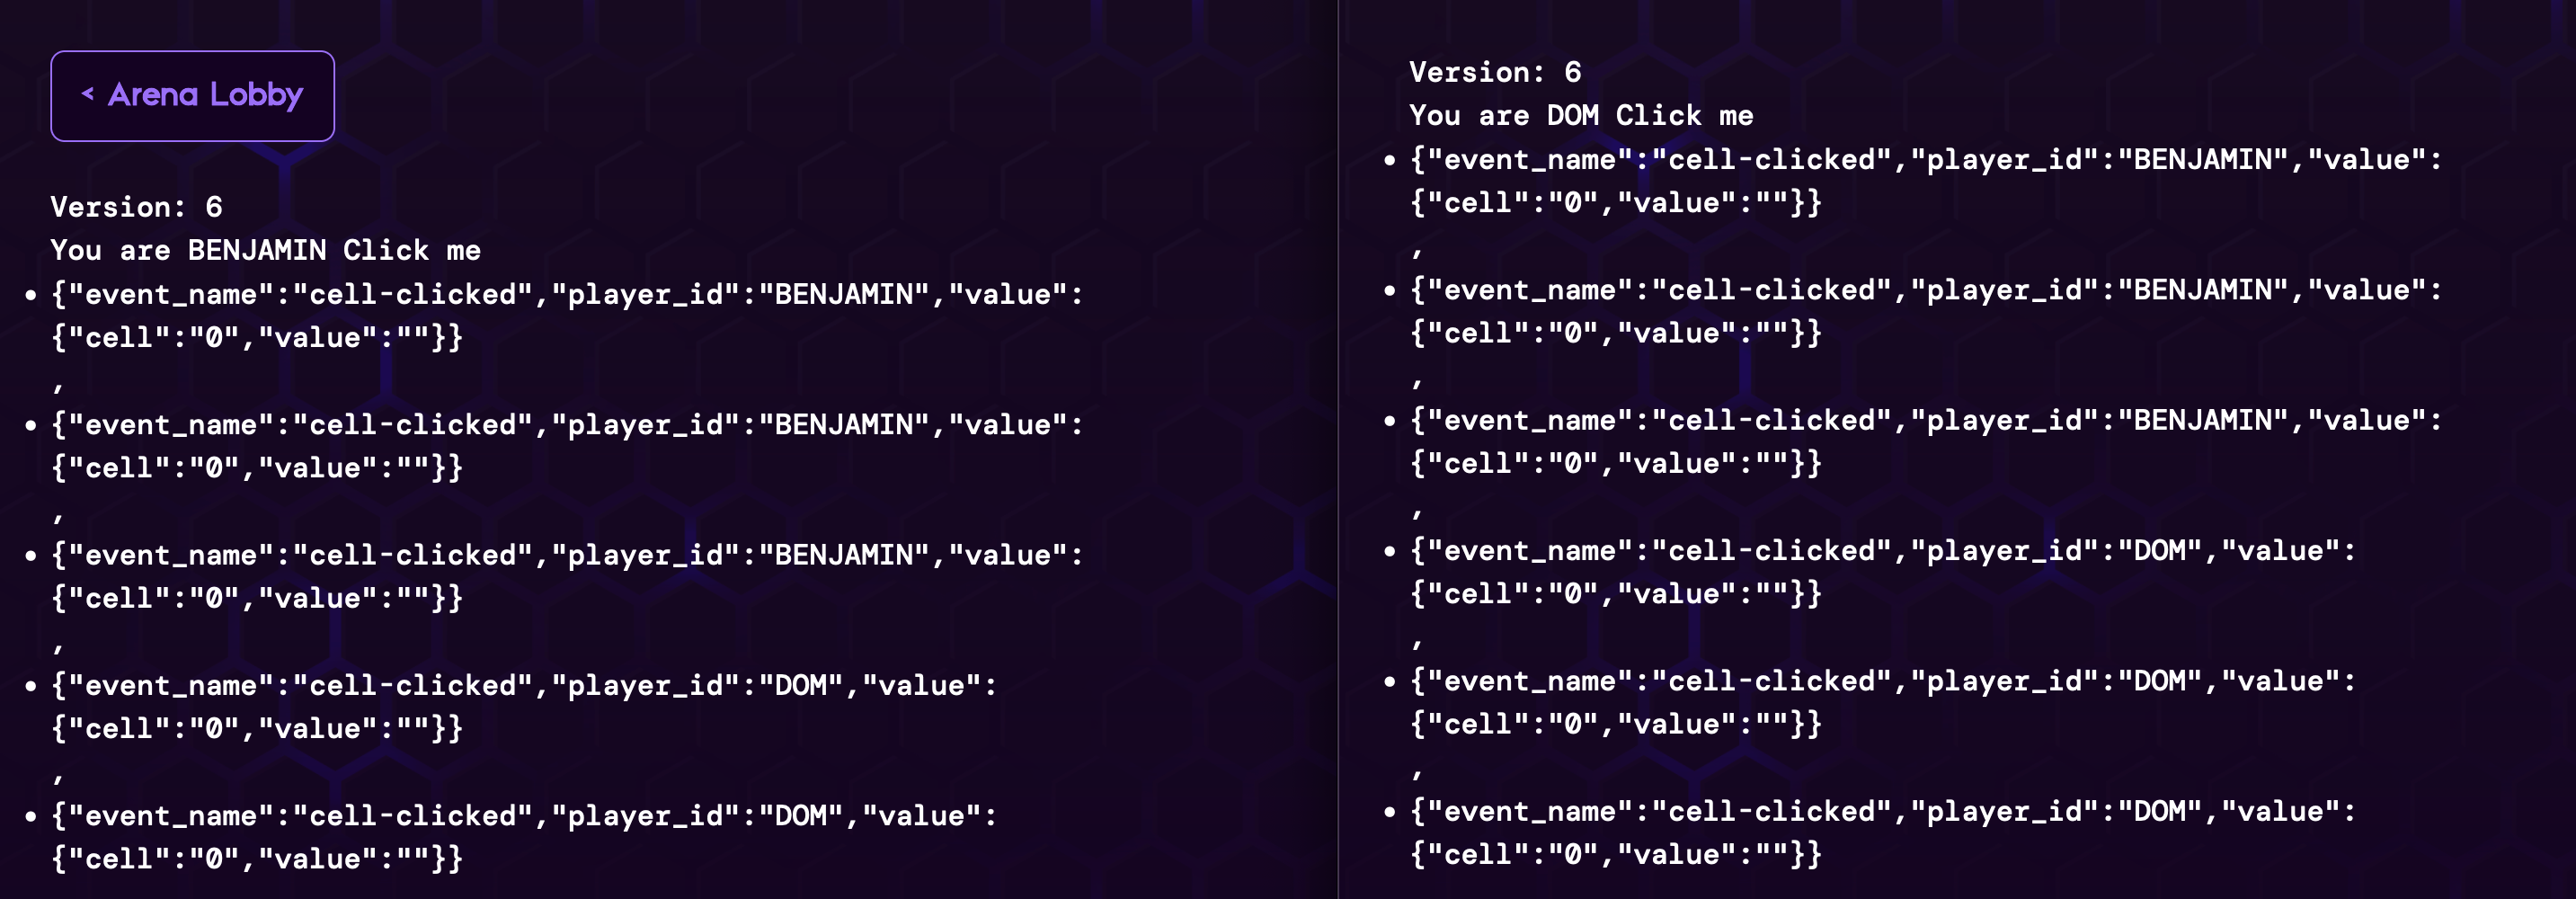 < Arena Lobby
Version: 6
You are BENJAMIN Click me
• {"event_name":"cell-clicked","player_id":"BENJAMIN","value":
{"cell":"0","value":""}}
,
• {"event_name":"cell-clicked","player_id":"BENJAMIN","value":
{"cell":"0","value":""}}
,
• {"event_name":"cell-clicked","player_id":"BENJAMIN","value":
{"cell":"0","value":""}}
,
• {"event_name":"cell-clicked","player_id":"DOM","value":
{"cell":"0","value":""}}
,
• {"event_name":"cell-clicked","player_id":"DOM","value":
{"cell":"0","value":""}}
Version: 6
You are DOM Click me
• {"event_name":"cell-clicked","player_id":"BENJAMIN","value":
{"cell":"0","value":""}}
,
• {"event_name":"cell-clicked","player_id":"BENJAMIN","value":
{"cell":"0","value":""}}
,
• {"event_name":"cell-clicked","player_id":"BENJAMIN","value":
{"cell":"0","value":""}}
,
• {"event_name":"cell-clicked","player_id":"DOM","value":
{"cell":"0","value":""}}
,
• {"event_name":"cell-clicked","player_id":"DOM","value":
{"cell":"0","value":""}}
,
• {"event_name":"cell-clicked","player_id":"DOM","value":
{"cell":"0","value":""}}